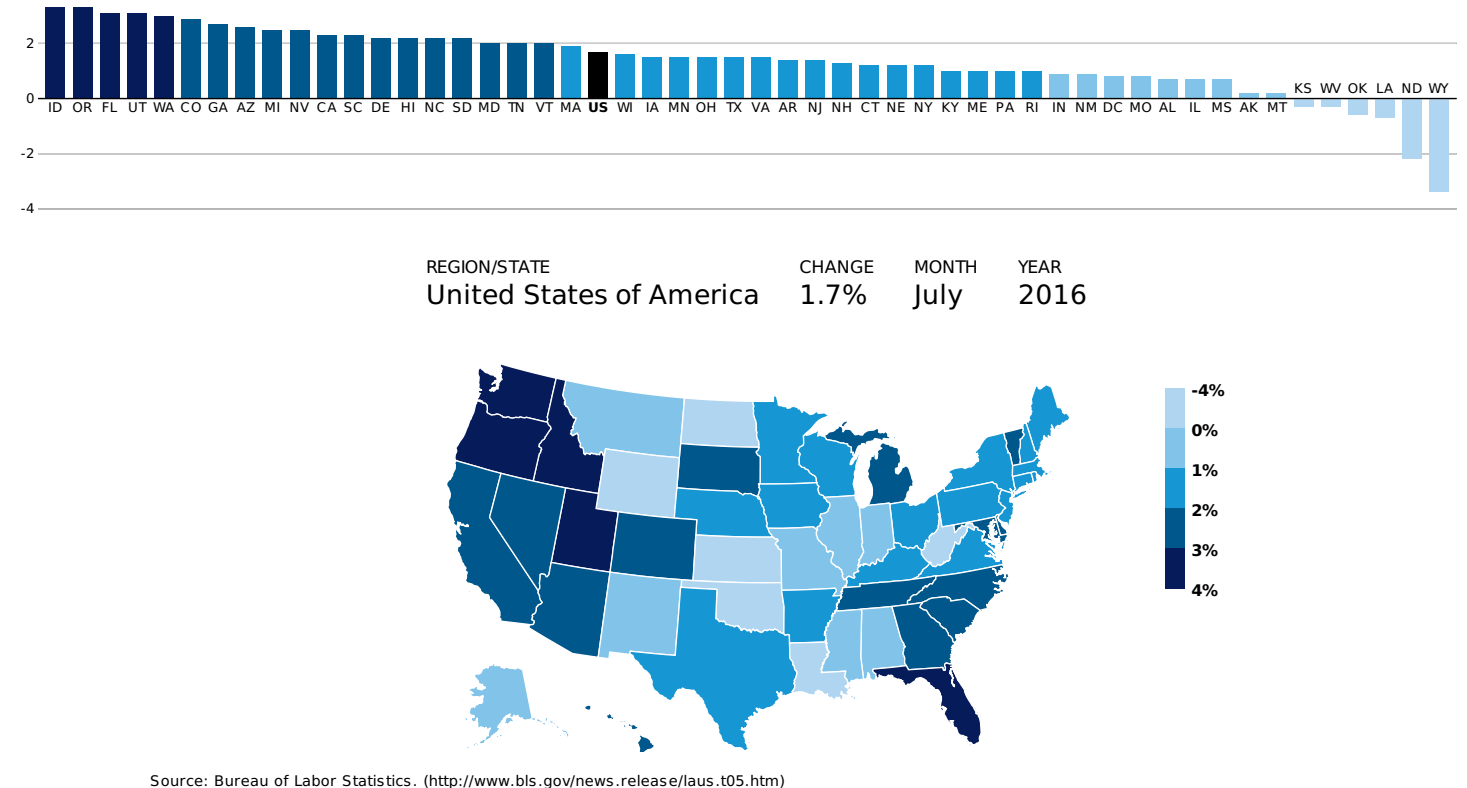 2
KS WV OK LA ND WY
0
ID OR FL UT WA CO GA AZ MI NV CA SC DE HI NC SD MD TN VT MA US WI IA MN OH TX VA AR NJ NH CT NE NY KY ME PA RI IN NM DC MO AL IL MS AK MT
-2
-4
REGION/STATE CHANGE MONTH YEAR
United States of America 1.7% July 2016
-4%
0%
1%
2%
3%
4%
Source: Bureau of Labor Statistics. (http://www.bls.gov/news.release/laus.t05.htm)